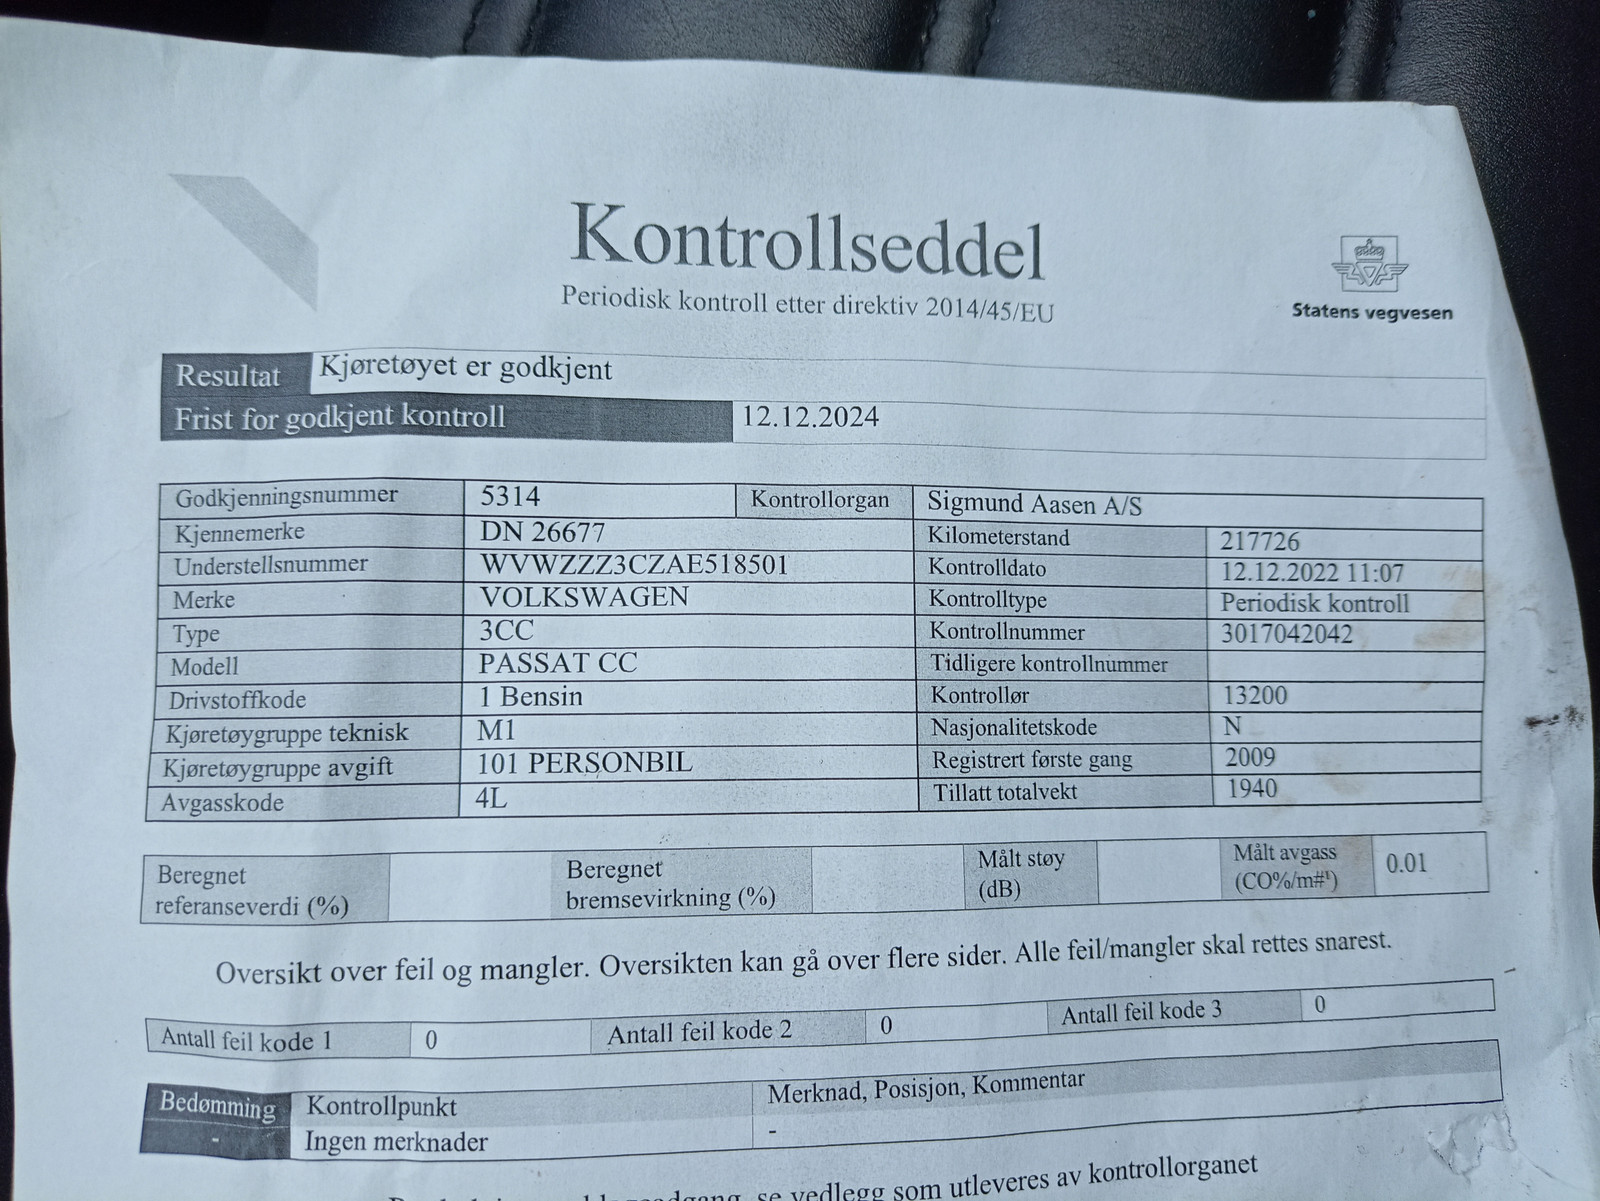 Kontrollseddel
Periodisk kontroll etter direktiv 2014/45/EU
Statens vegvesen
Resultat Kjøretøyet er godkjent
Frist for godkjent kontroll 12.12.2024
Godkjenningsnummer 5314 Kontrollorgan Sigmund Aasen A/S
Kjennemerke DN 26677 Kilometerstand 217726
Understellsnummer WVWZZZ3CZAE518501 Kontrolldato 12.12.2022 11:07
Merke VOLKSWAGEN Kontrolltype Periodisk kontroll
Type 3CC Kontrollnummer 3017042042
Modell PASSAT CC Tidligere kontrollnummer
Drivstoffkode 1 Bensin Kontrollør 13200
Kjøretøygruppe teknisk M1 Nasjonalitetskode N
Kjøretøygruppe avgift 101 PERSONBIL Registrert første gang 2009
Avgasskode 4L Tillatt totalvekt 1940
Beregnet Beregnet Målt støy Målt avgass 0.01
referanseverdi (%) bremsevirkning (%) (dB) (CO%/m#¹)
Oversikt over feil og mangler. Oversikten kan gå over flere sider. Alle feil/mangler skal rettes snarest.
Antall feil kode 1 0 Antall feil kode 2 0 Antall feil kode 3 0
Bedømming Kontrollpunkt Merknad, Posisjon, Kommentar
- Ingen merknader -
se vedlegg som utleveres av kontrollorganet